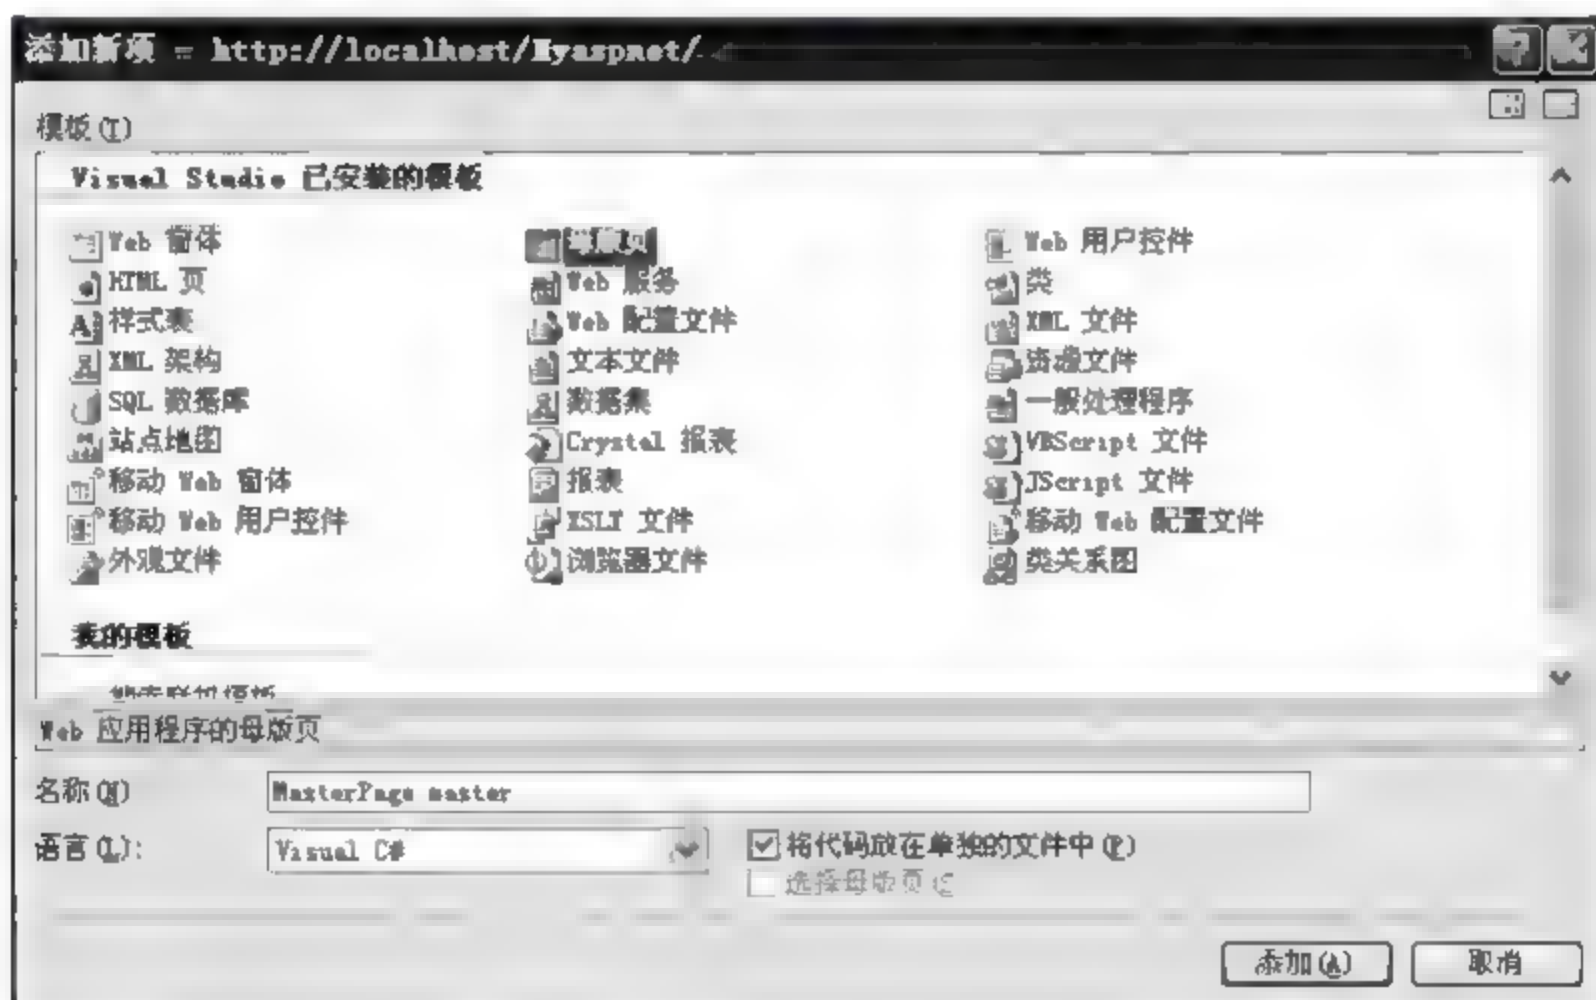 添加新项 - http://localhost/Myaspnet/
模板(T)
Visual Studio 已安装的模板
Web 窗体 母版页 Web 用户控件
HTML 页 Web 服务 类
样式表 Web 配置文件 XML 文件
XML 架构 文本文件 资源文件
SQL 数据库 数据集 一般处理程序
站点地图 Crystal 报表 VBScript 文件
移动 Web 窗体 报表 JScript 文件
移动 Web 用户控件 XSLT 文件 移动 Web 配置文件
外观文件 浏览器文件 类关系图
我的模板
Web 应用程序的母版页
名称(N) MasterPage master
语言(L): Visual C# 将代码放在单独的文件中(P)
选择母版页(S
添加(A) 取消